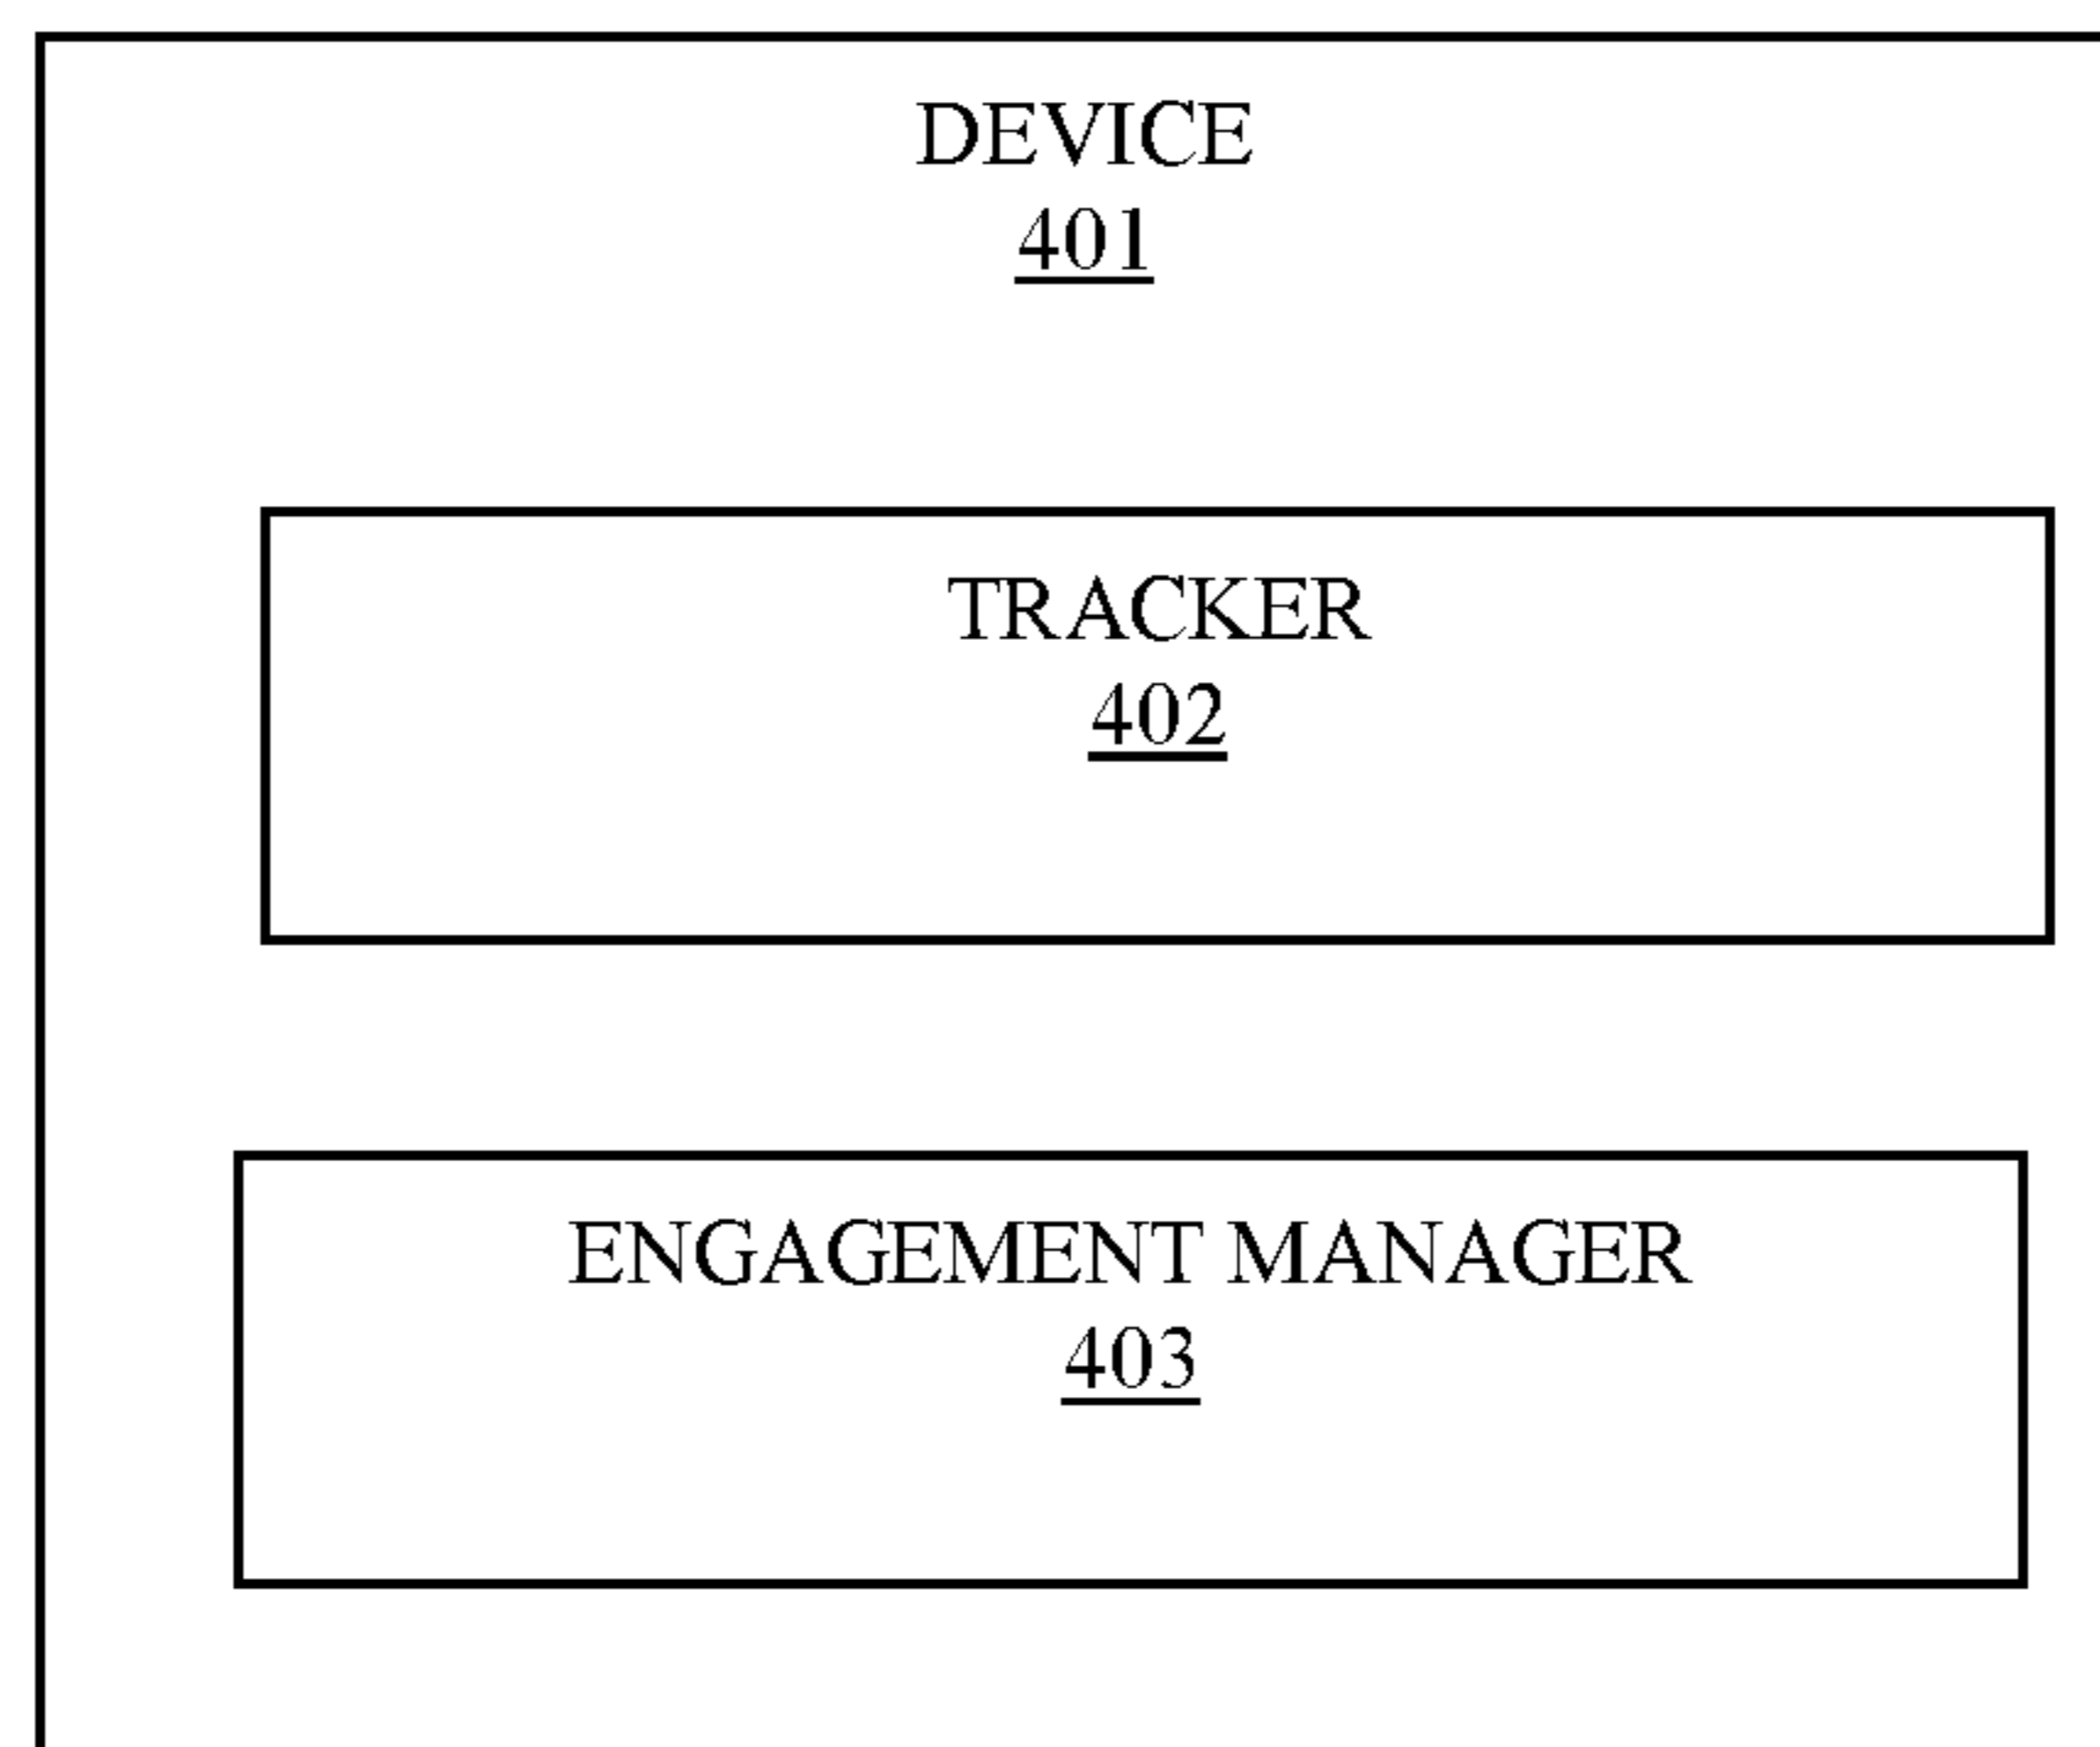 DEVICE
401
TRACKER
402
ENGAGEMENT MANAGER
403